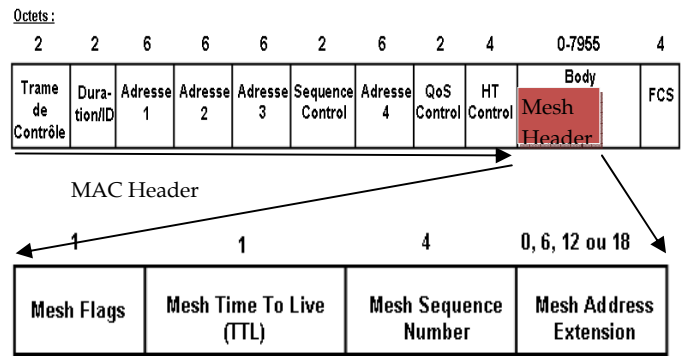 Octets :
2 2 6 6 6 2 6 2 4 0-7955 4
Trame de Contrôle
Dura-tion/ID
Adresse 1
Adresse 2
Adresse 3
Sequence Control
Adresse 4
QoS Control
HT Control
Body
Mesh Header
FCS
MAC Header
1 1 4 0, 6, 12 ou 18
Mesh Flags
Mesh Time To Live (TTL)
Mesh Sequence Number
Mesh Address Extension